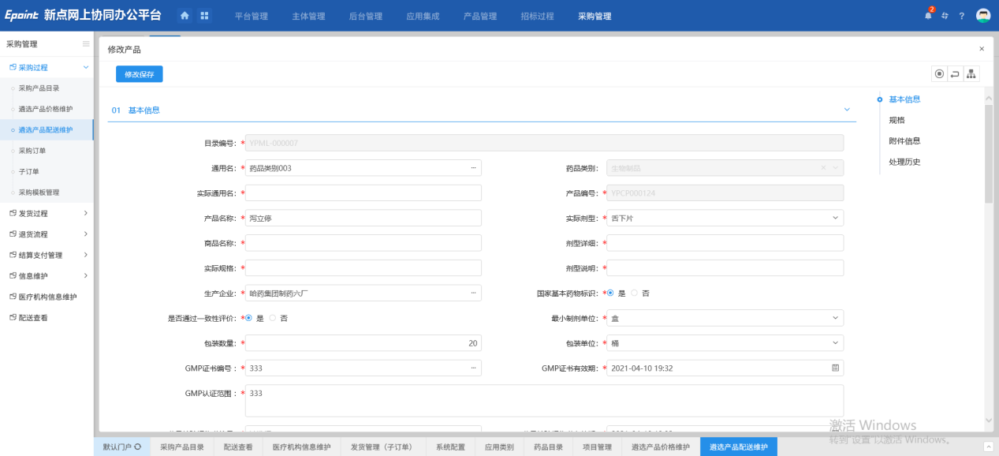 Epoint 新点网上协同办公平台 平台管理 主体管理 后台管理 应用集成 产品管理 招标过程 采购管理 2 ?
采购管理
采购过程
采购产品目录
遴选产品价格维护
遴选产品配送维护
采购订单
子订单
采购模板管理
发货过程
退货流程
结算支付管理
信息维护
医疗机构信息维护
配送查看
修改产品 ×
修改保存
01 基本信息
目录编号: * YPML-000007
通用名: * 药品类别003 ··· 药品类别: 生物制品 ×
实际通用名: * 产品编号: * YPCP000124
产品名称: * 泻立停 实际剂型: * 舌下片
商品名称: * 剂型详细: *
实际规格: * 剂型说明: *
生产企业: * 哈药集团制药六厂 ··· 国家基本药物标识: * 是 否
是否通过一致性评价: * 是 否 最小制剂单位: * 盒
包装数量: * 20 包装单位: * 桶
GMP证书编号: * 333 ··· GMP证书有效期: * 2021-04-10 19:32
GMP认证范围: * 333
基本信息
规格
附件信息
处理历史
激活 Windows
转到"设置"以激活 Windows。
默认门户 采购产品目录 配送查看 医疗机构信息维护 发货管理（子订单） 系统配置 应用类别 药品目录 项目管理 遴选产品价格维护 遴选产品配送维护